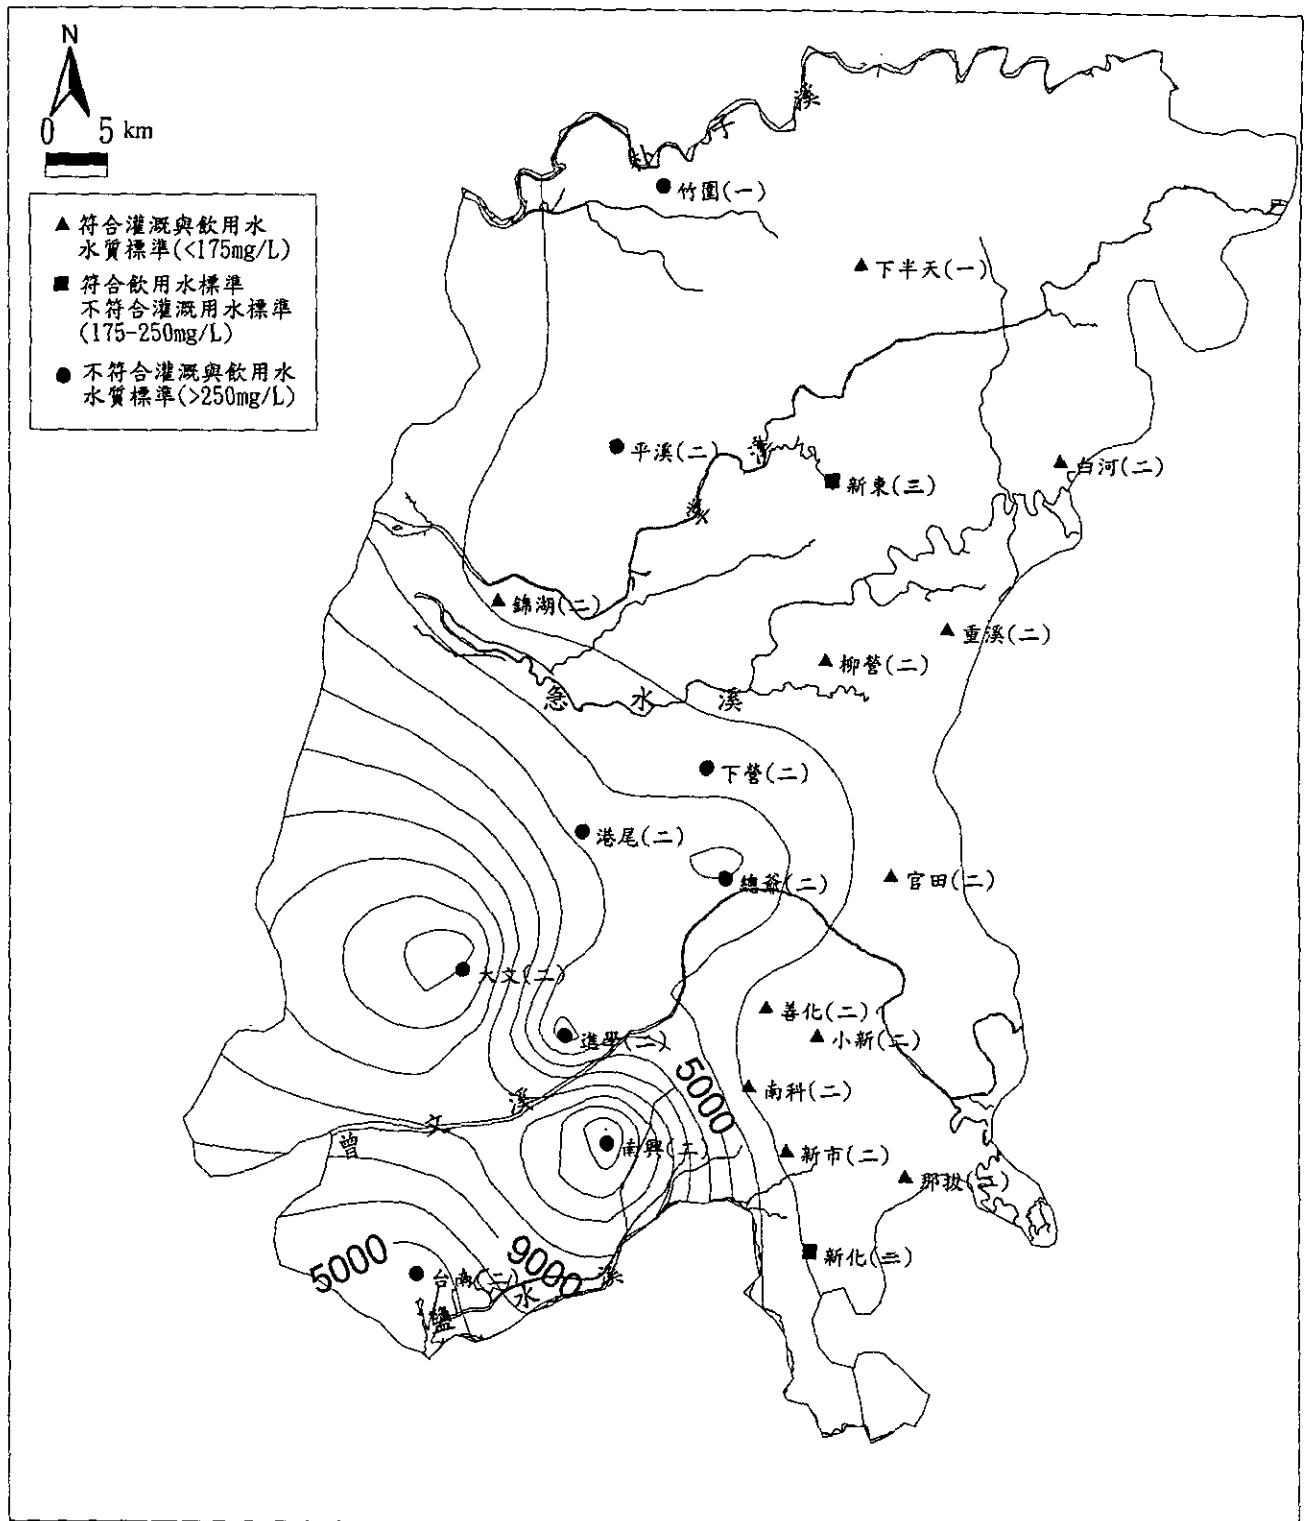 N
0 5 km
▲ 符合灌溉與飲用水
水質標準(<175mg/L)
■ 符合飲用水標準
不符合灌溉用水標準
(175-250mg/L)
● 不符合灌溉與飲用水
水質標準(>250mg/L)
朴子溪
竹園(一)
下半天(一)
平溪(二)
八掌溪
白河(二)
新東(三)
錦湖(二)
重溪(二)
柳營(二)
急水溪
下營(二)
港尾(二)
總爺(二)
官田(二)
大文(二)
善化(二)
進學(二)
小新(二)
5000
南科(二)
曾文溪
南興(二)
新市(二)
那拔(二)
5000
9000
新化(二)
台南(二)
鹽水溪